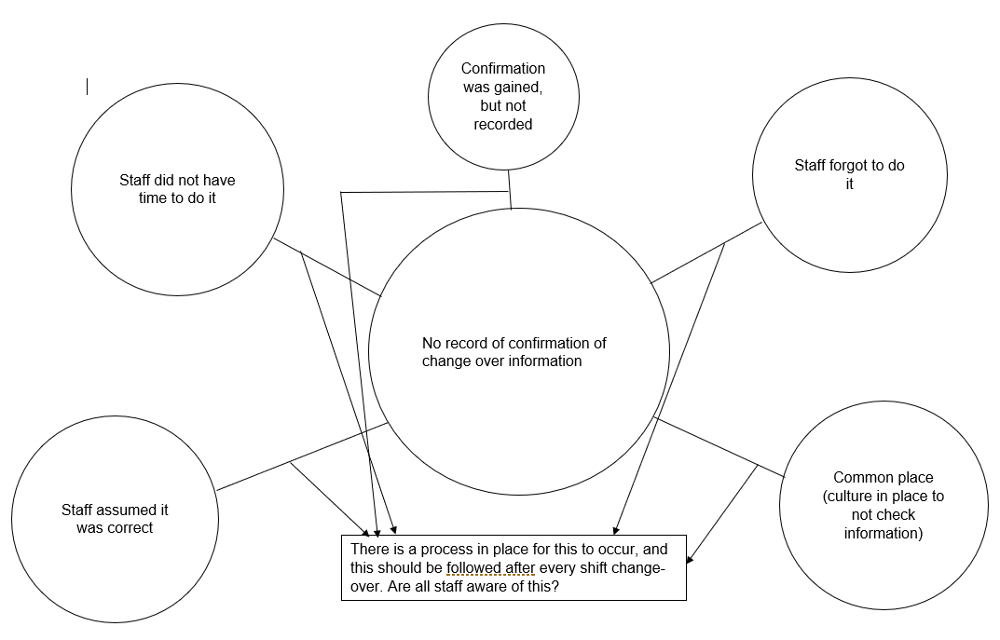 Confirmation
was gained,
but not
recorded
Staff did not have
time to do it
Staff forgot to do
it
No record of confirmation of
change over information
Staff assumed it
was correct
Common place
(culture in place to
not check
information)
There is a process in place for this to occur, and
this should be followed after every shift change-
over. Are all staff aware of this?